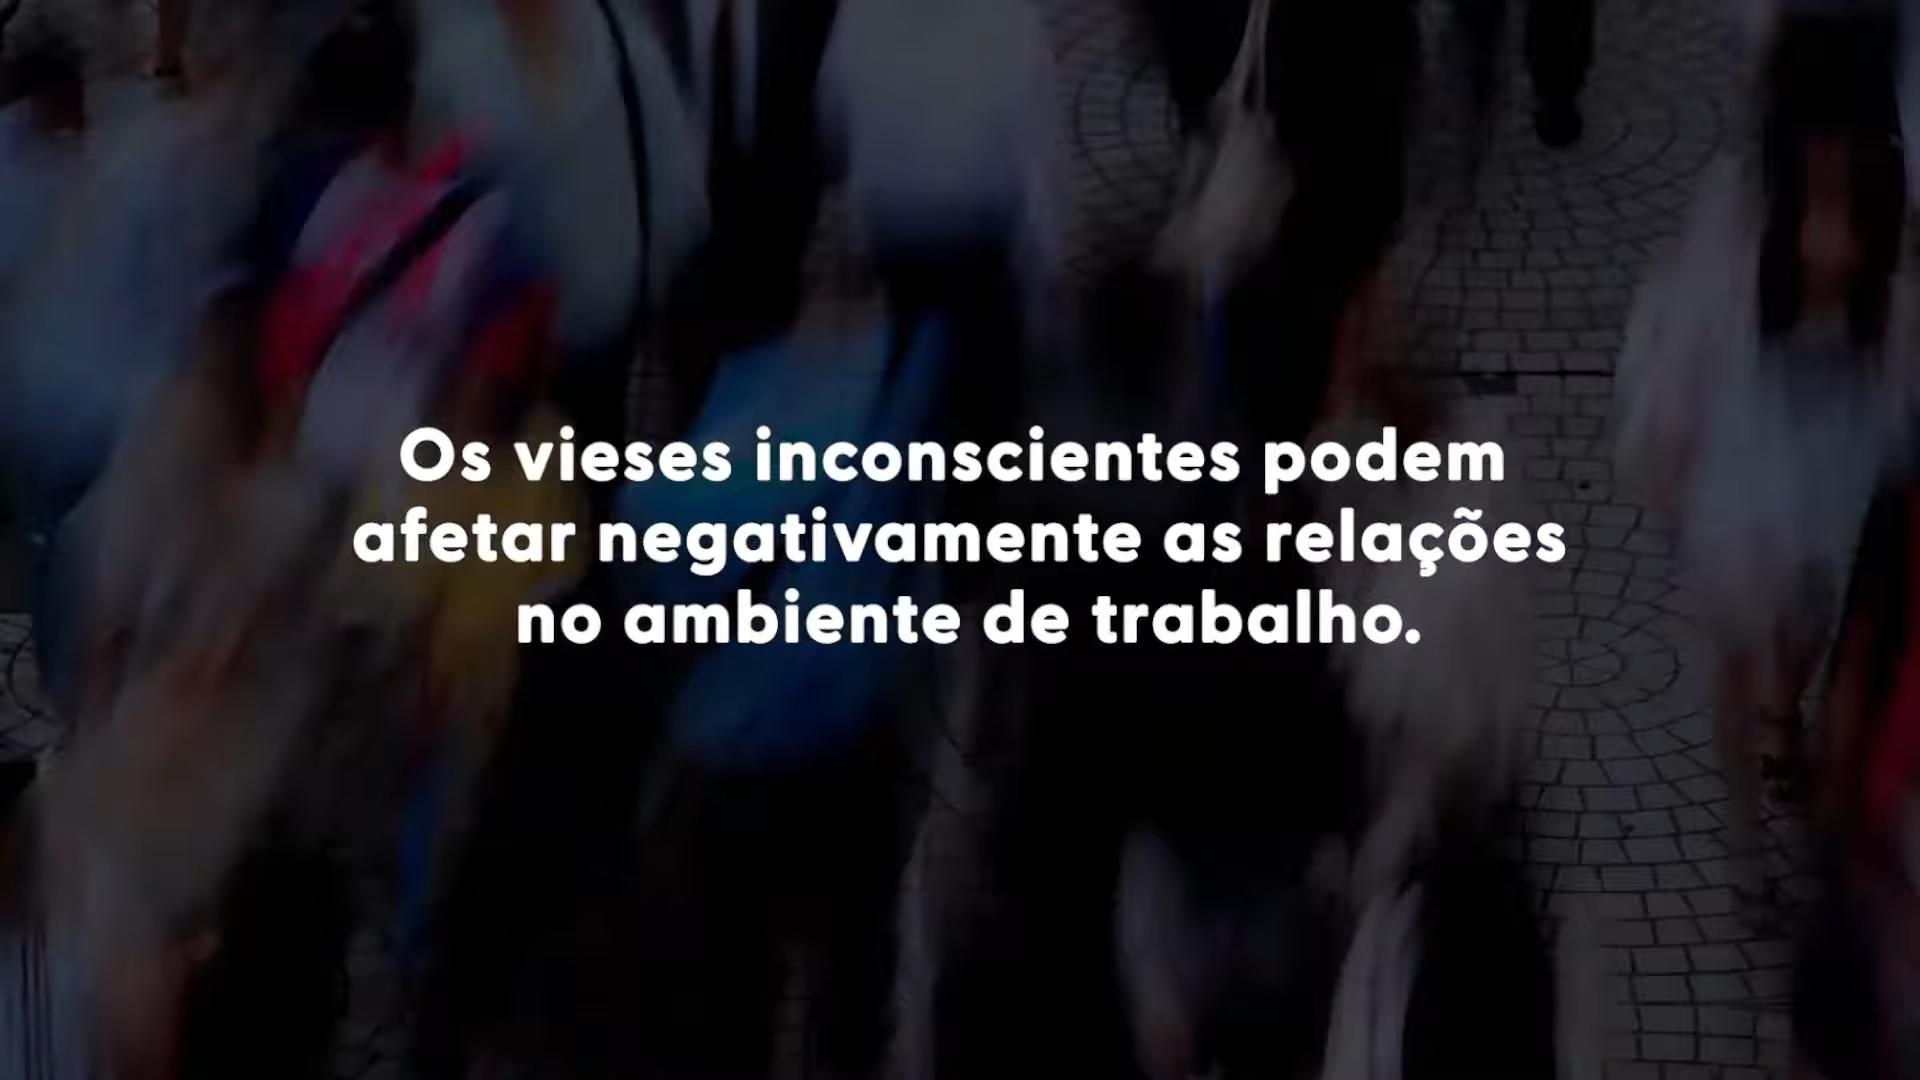 Os vieses inconscientes podem
afetar negativamente as relações
no ambiente de trabalho.